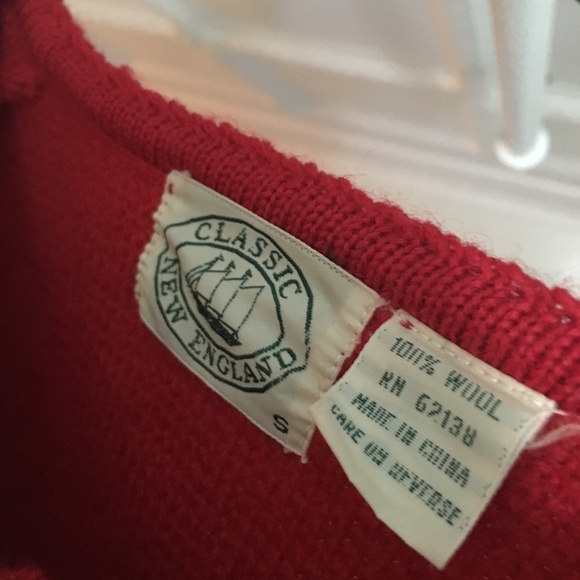 CLASSIC
NEW ENGLAND
S
100% WOOL
RN 62138
MADE IN CHINA
CARE ON REVERSE